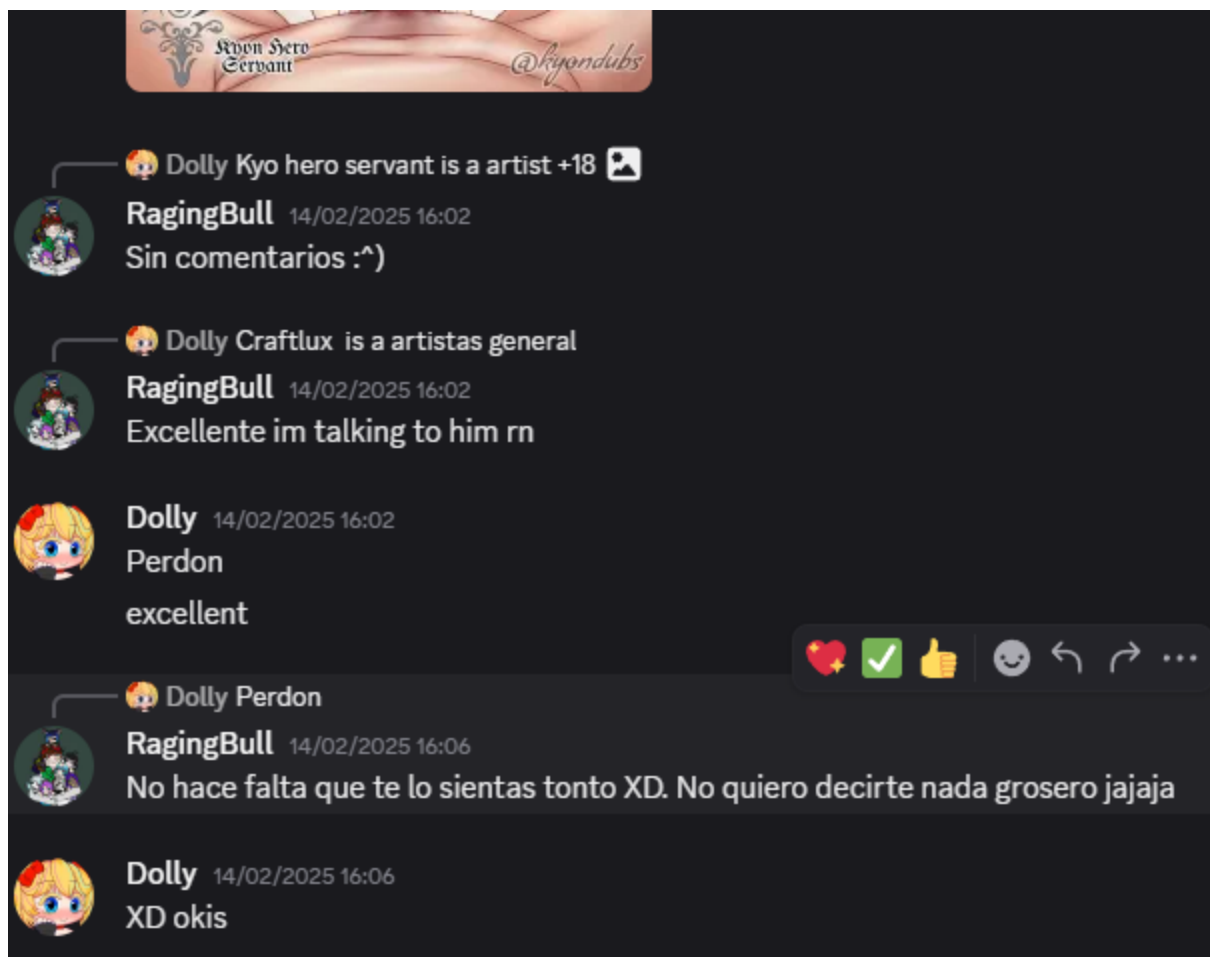 Kyon Hero
Servant
@kyondubs
Dolly Kyo hero servant is a artist +18
RagingBull 14/02/2025 16:02
Sin comentarios :^)
Dolly Craftlux is a artistas general
RagingBull 14/02/2025 16:02
Excellente im talking to him rn
Dolly 14/02/2025 16:02
Perdon
excellent
Dolly Perdon
RagingBull 14/02/2025 16:06
No hace falta que te lo sientas tonto XD. No quiero decirte nada grosero jajaja
Dolly 14/02/2025 16:06
XD okis